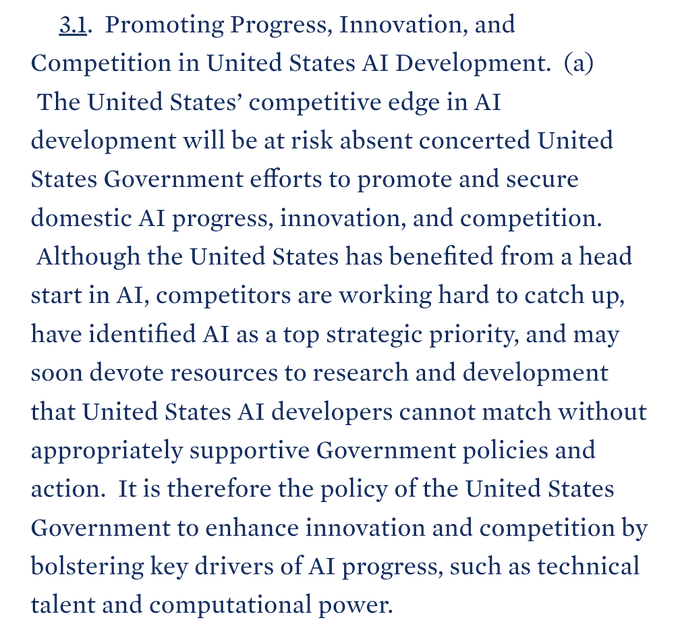 3.1.  Promoting Progress, Innovation, and
Competition in United States AI Development.  (a)
The United States’ competitive edge in AI
development will be at risk absent concerted United
States Government efforts to promote and secure
domestic AI progress, innovation, and competition.
Although the United States has benefited from a head
start in AI, competitors are working hard to catch up,
have identified AI as a top strategic priority, and may
soon devote resources to research and development
that United States AI developers cannot match without
appropriately supportive Government policies and
action.  It is therefore the policy of the United States
Government to enhance innovation and competition by
bolstering key drivers of AI progress, such as technical
talent and computational power.